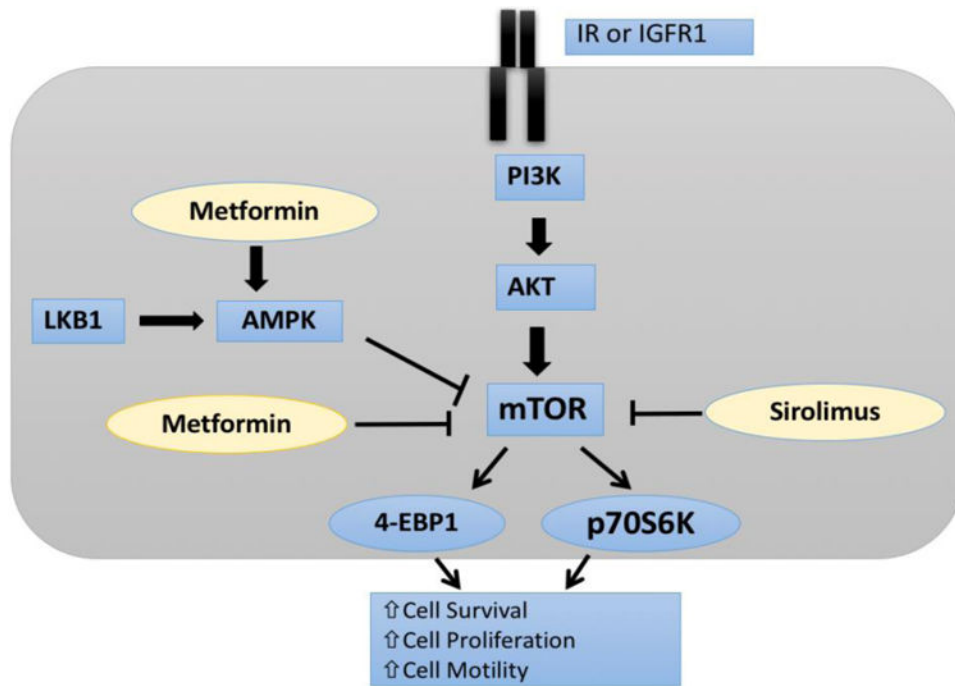 IR or IGFR1
PI3K
Metformin
AKT
LKB1
AMPK
mTOR
Metformin
Sirolimus
4-EBP1
p70S6K
⇧Cell Survival
⇧Cell Proliferation
⇧Cell Motility